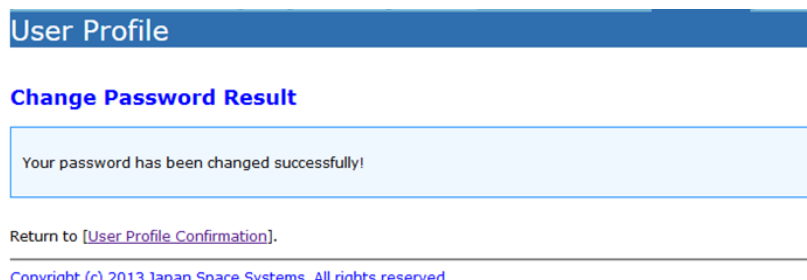 User Profile
Change Password Result
Your password has been changed successfully!
Return to [User Profile Confirmation].
Copyright (c) 2013 Japan Space Systems. All rights reserved